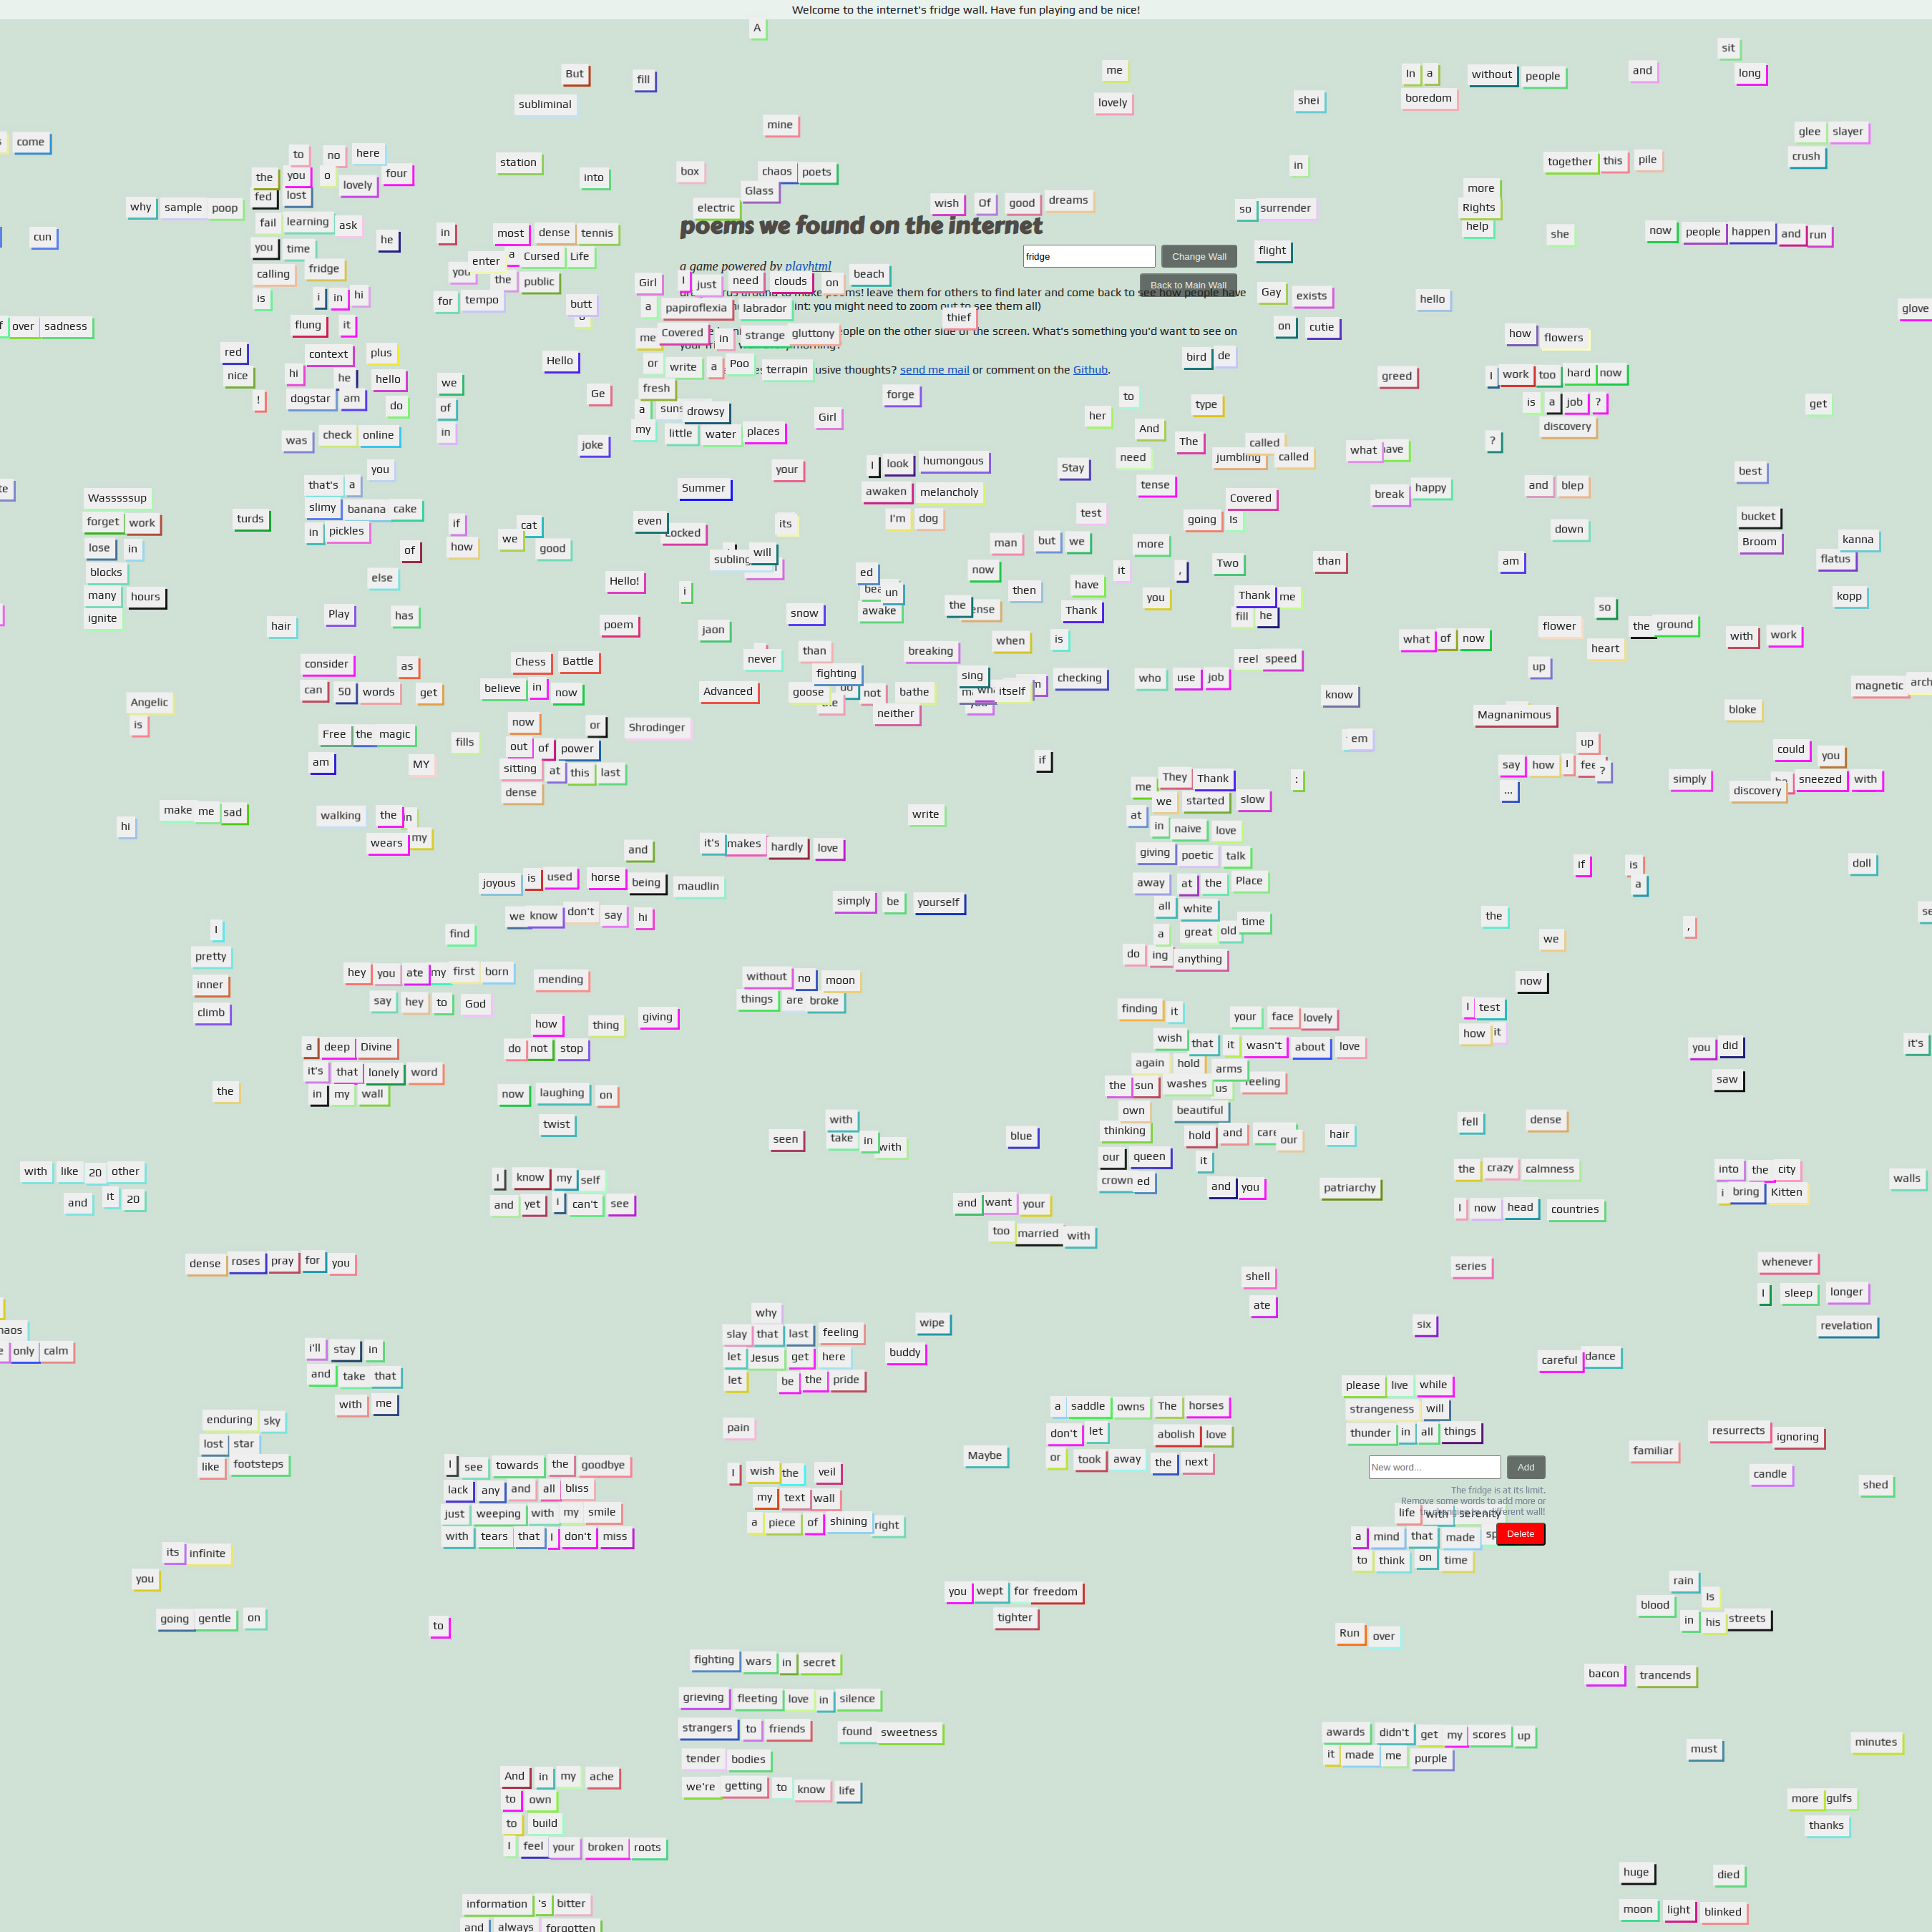 Welcome to the internet's fridge wall. Have fun playing and be nice!
A
sit
But fill me In a without people and long
subliminal lovely shei boredom
mine
come glee slayer
to no here station box chaos poets in together this pile crush
the you o lovely four into Glass more
fed lost
why sample poop electric wish Of good dreams so surrender Rights
fail learning ask help
poems we found on the internet
cun you time he in most dense tennis flight she now people happen and run
enter a Cursed Life
fridge Change Wall
calling fridge you the public a game powered by playhtml beach
Back to Main Wall
Girl I just need clouds on
is i in hi for tempo butt Gay exists hello
a papiroflexia labrador thief glove
over sadness flung it on cutie how flowers
me Covered in strange gluttony
red context plus Hello bird de
nice hi he hello we or write a Poo terrapin
send me mail or comment on the Github.
greed I work too hard now
! dogstar am do of Ge fresh forge to type is a job ? get
a drowsy Girl her discovery
was check online in joke my little water places And The called ?
you your I look humongous Stay need jumbling called what best
that's a Summer awaken melancholy tense Covered break happy and blep
Wasssssup slimy banana cake I'm dog test going Is bucket
forget work turds in pickles if cat even its down Broom kanna
lose in of how we good will man but we more flatus
blocks else Hello! i ed now it , Two than am
many hours un then have you Thank me kopp
ignite Play has snow awake the Thank fill he so
hair poem jaon when is flower the ground
consider as Chess Battle never than breaking what of now heart with work
can 50 words get believe in now Advanced fighting sing checking who use job reel speed up
goose not bathe itself know magnetic
Angelic neither Magnanimous bloke
is now or Shrodinger
Free the magic fills out of power em up could you
am MY sitting at this last if They Thank : say how I ? simply sneezed with
dense me ... discovery
hi make me sad walking the write we started slow
at in naive love
wears my and it's makes hardly love giving poetic talk if is doll
joyous is used horse being maudlin away at the Place a
we know don't say hi simply be yourself all white the ,
I find a great old time we
pretty do ing anything
hey you ate my first born mending without no moon now
inner say hey to God things are broke finding it I test
climb how thing giving your face lovely how it
a deep Divine do not stop wish that it wasn't about love you did it's
it's that lonely word again hold arms
the in my wall now laughing on the sun washes us saw
twist own beautiful fell dense
seen with take in with blue thinking hold and our hair
our queen it
with like 20 other I know my self crown ed and you patriarchy the crazy calmness into the city walls
and it 20 and yet i can't see and want your I now head countries i bring Kitten
too married with
dense roses pray for you shell series whenever
ate I sleep longer
why wipe six revelation
slay that last feeling
only calm i'll stay in let Jesus get here buddy careful dance
and take that let be the pride please live while
with me a saddle owns The horses strangeness will
enduring sky pain don't let abolish love thunder in all things resurrects ignoring
lost star or took away the next familiar
like footsteps I see towards the goodbye Maybe New word... Add candle
I wish the veil shed
lack any and all bliss my text wall The fridge is at its limit.
Remove some words to add more or
just weeping with my smile a piece of shining right life with serenity
with tears that I don't miss a mind that made Delete
its infinite to think on time
you you wept for freedom rain Is
going gentle on tighter blood in his streets
to Run over
fighting wars in secret bacon trancends
grieving fleeting love in silence
strangers to friends found sweetness awards didn't get my scores up
tender bodies it made me purple must minutes
And in my ache we're getting to know life more gulfs
to own thanks
to build
I feel your broken roots huge died
information 's bitter moon light blinked
and always forgotten